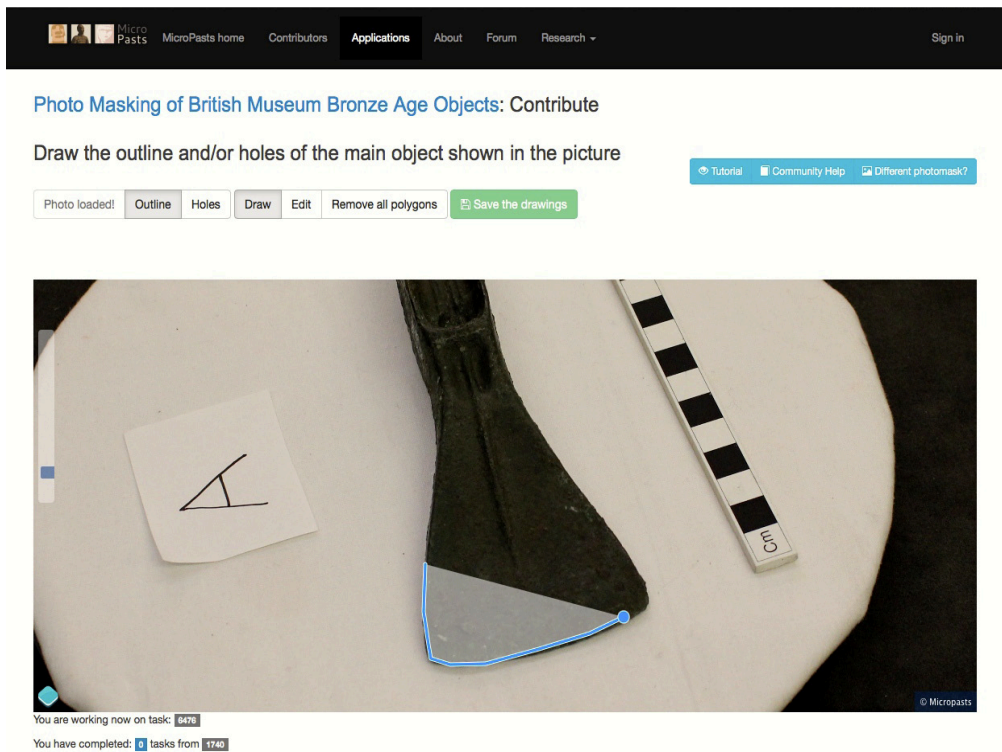 Micro
Pasts
MicroPasts home Contributors Applications About Forum Research Sign in
Photo Masking of British Museum Bronze Age Objects: Contribute
Draw the outline and/or holes of the main object shown in the picture
Tutorial Community Help Different photomask?
Photo loaded! Outline Holes Draw Edit Remove all polygons Save the drawings
A
Cm
© Micropasts
You are working now on task: 6476
You have completed: 0 tasks from 1740